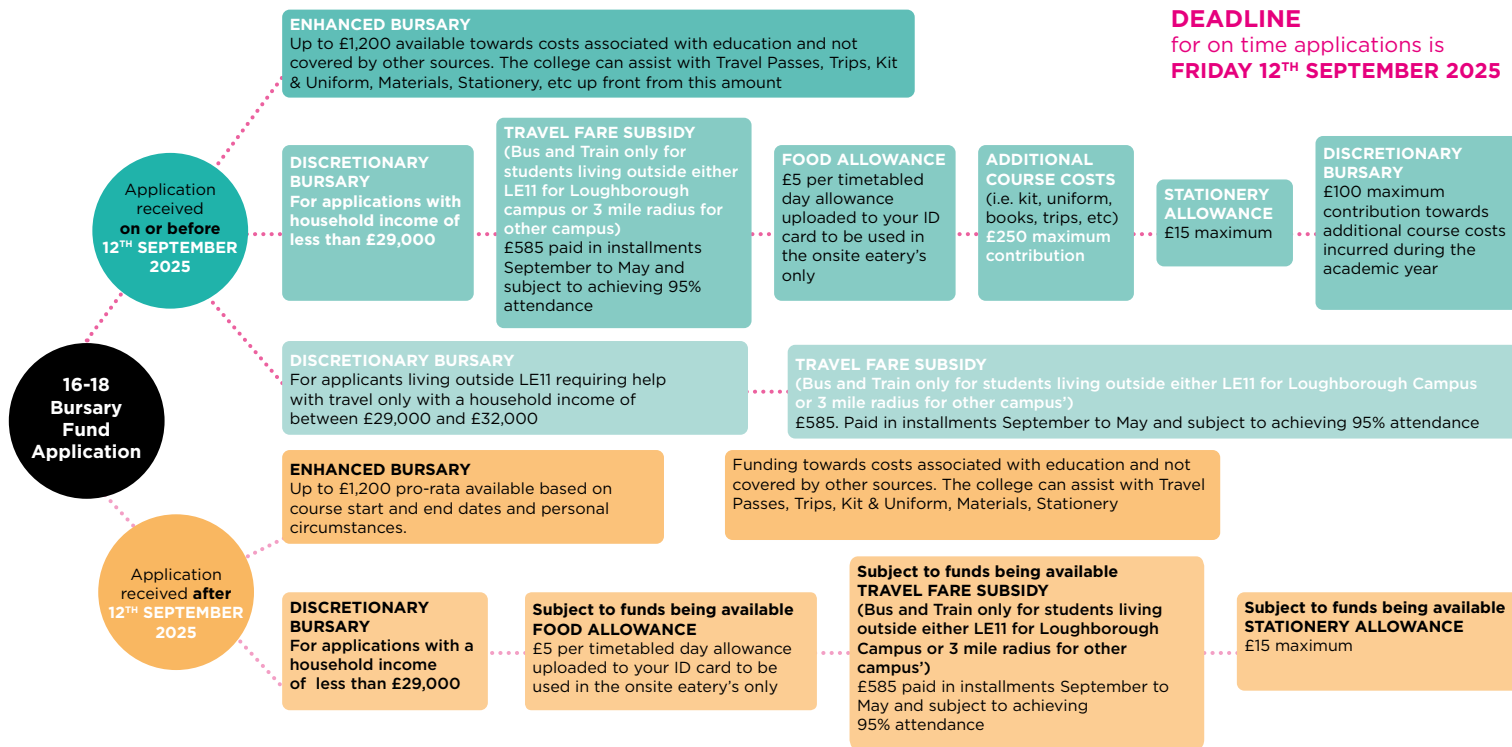 DEADLINE
for on time applications is
FRIDAY 12TH SEPTEMBER 2025
ENHANCED BURSARY
Up to £1,200 available towards costs associated with education and not
covered by other sources. The college can assist with Travel Passes, Trips, Kit
& Uniform, Materials, Stationery, etc up front from this amount
Application
received
on or before
12TH SEPTEMBER
2025
DISCRETIONARY
BURSARY
For applications with
household income of
less than £29,000
TRAVEL FARE SUBSIDY
(Bus and Train only for
students living outside either
LE11 for Loughborough
campus or 3 mile radius for
other campus)
£585 paid in installments
September to May and
subject to achieving 95%
attendance
FOOD ALLOWANCE
£5 per timetabled
day allowance
uploaded to your ID
card to be used in
the onsite eatery's
only
ADDITIONAL
COURSE COSTS
(i.e. kit, uniform,
books, trips, etc)
£250 maximum
contribution
STATIONERY
ALLOWANCE
£15 maximum
DISCRETIONARY
BURSARY
£100 maximum
contribution towards
additional course costs
incurred during the
academic year
DISCRETIONARY BURSARY
For applicants living outside LE11 requiring help
with travel only with a household income of
between £29,000 and £32,000
TRAVEL FARE SUBSIDY
(Bus and Train only for students living outside either LE11 for Loughborough Campus
or 3 mile radius for other campus')
£585. Paid in installments September to May and subject to achieving 95% attendance
16-18
Bursary
Fund
Application
ENHANCED BURSARY
Up to £1,200 pro-rata available based on
course start and end dates and personal
circumstances.
Funding towards costs associated with education and not
covered by other sources. The college can assist with Travel
Passes, Trips, Kit & Uniform, Materials, Stationery
Application
received after
12TH SEPTEMBER
2025
DISCRETIONARY
BURSARY
For applications with a
household income
of less than £29,000
Subject to funds being available
FOOD ALLOWANCE
£5 per timetabled day allowance
uploaded to your ID card to be
used in the onsite eatery's only
Subject to funds being available
TRAVEL FARE SUBSIDY
(Bus and Train only for students living
outside either LE11 for Loughborough
Campus or 3 mile radius for other
campus')
£585 paid in installments September to
May and subject to achieving
95% attendance
Subject to funds being available
STATIONERY ALLOWANCE
£15 maximum